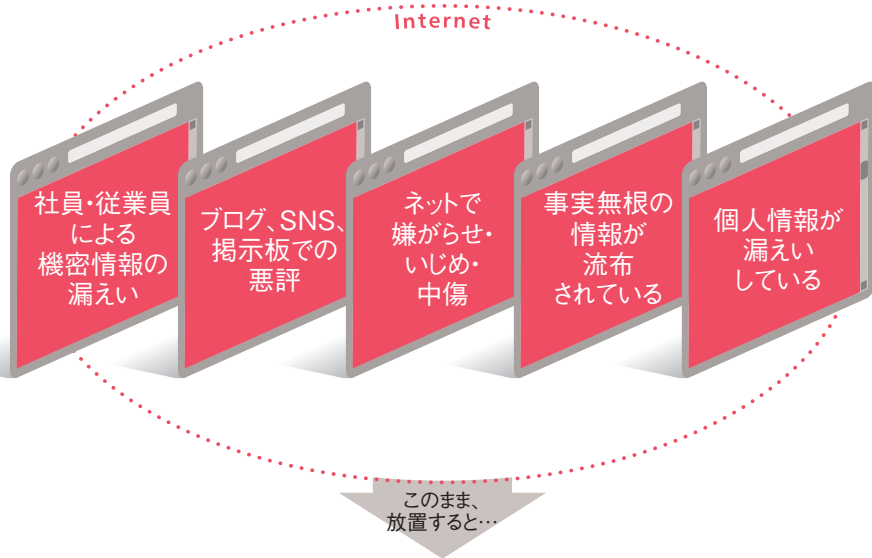 Internet
社員・従業員
による
機密情報の
漏えい
ブログ、SNS、
掲示板での
悪評
ネットで
嫌がらせ・
いじめ・
中傷
事実無根の
情報が
流布
されている
個人情報が
漏えい
している
このまま、
放置すると…